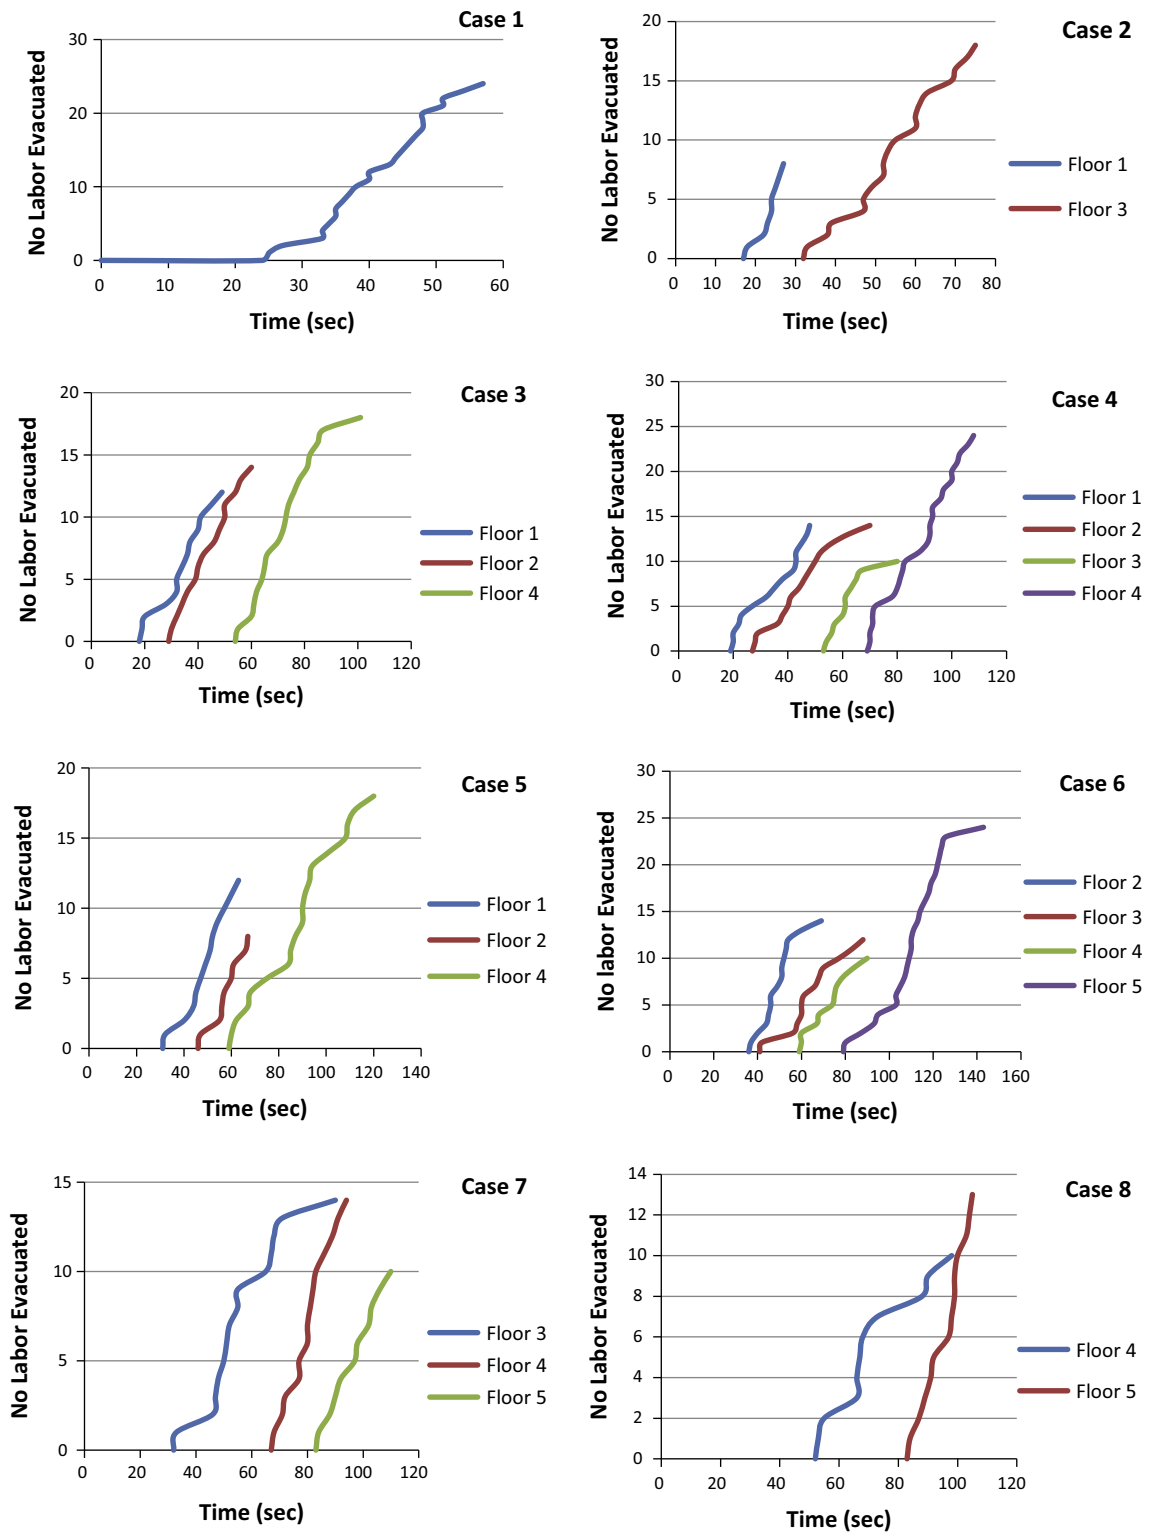 Case 1
No Labor Evacuated
30
20
10
0
0 10 20 30 40 50 60
Time (sec)
Case 2
No Labor Evacuated
20
15
10
5
0
0 10 20 30 40 50 60 70 80
Time (sec)
Floor 1
Floor 3
Case 3
No Labor Evacuated
20
15
10
5
0
0 20 40 60 80 100 120
Time (sec)
Floor 1
Floor 2
Floor 4
Case 4
No Labor Evacuated
30
25
20
15
10
5
0
0 20 40 60 80 100 120
Time (sec)
Floor 1
Floor 2
Floor 3
Floor 4
Case 5
No Labor Evacuated
20
15
10
5
0
0 20 40 60 80 100 120 140
Time (sec)
Floor 1
Floor 2
Floor 4
Case 6
No labor Evacuated
30
25
20
15
10
5
0
0 20 40 60 80 100 120 140 160
Time (sec)
Floor 2
Floor 3
Floor 4
Floor 5
Case 7
No Labor Evacuated
15
10
5
0
0 20 40 60 80 100 120
Time (sec)
Floor 3
Floor 4
Floor 5
Case 8
No Labor Evacuated
14
12
10
8
6
4
2
0
0 20 40 60 80 100 120
Time (sec)
Floor 4
Floor 5